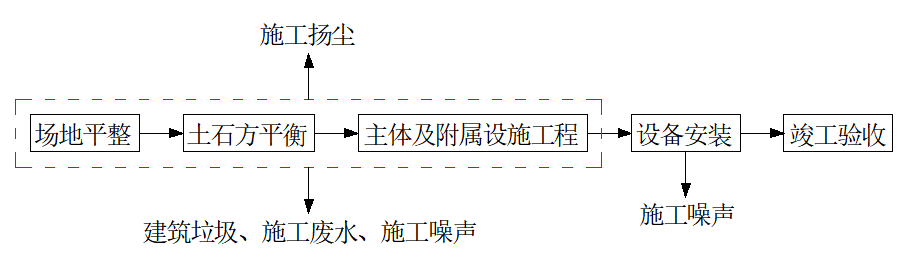 施工扬尘
场地平整
土石方平衡
主体及附属设施工程
设备安装
竣工验收
施工噪声
建筑垃圾、施工废水、施工噪声